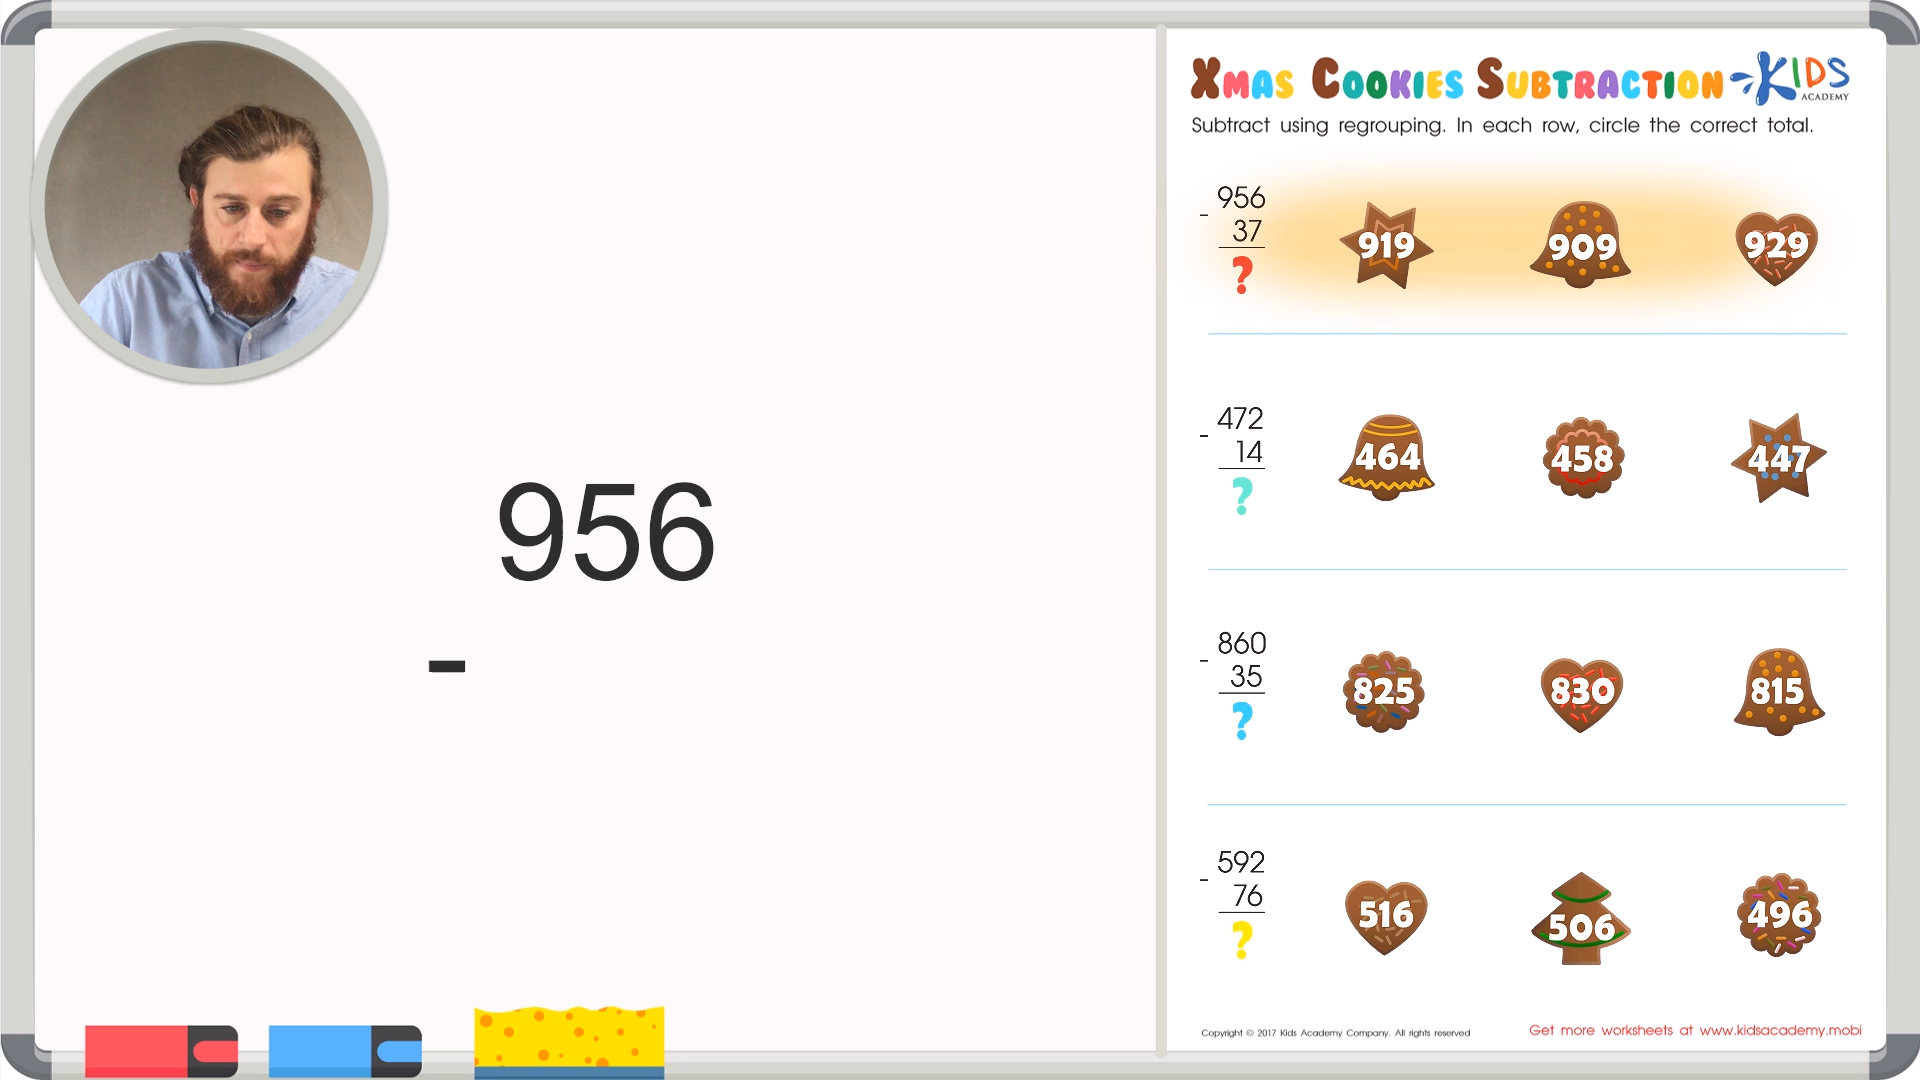 956
-
XMAS COOKIES SUBTRACTION
KIDS ACADEMY
Subtract using regrouping. In each row, circle the correct total.
- 956
37
?
919 909 929
- 472
14
?
464 458 447
- 860
35
?
825 830 815
- 592
76
?
516 506 496
Copyright © 2017 Kids Academy Company. All rights reserved
Get more worksheets at www.kidsacademy.mobi